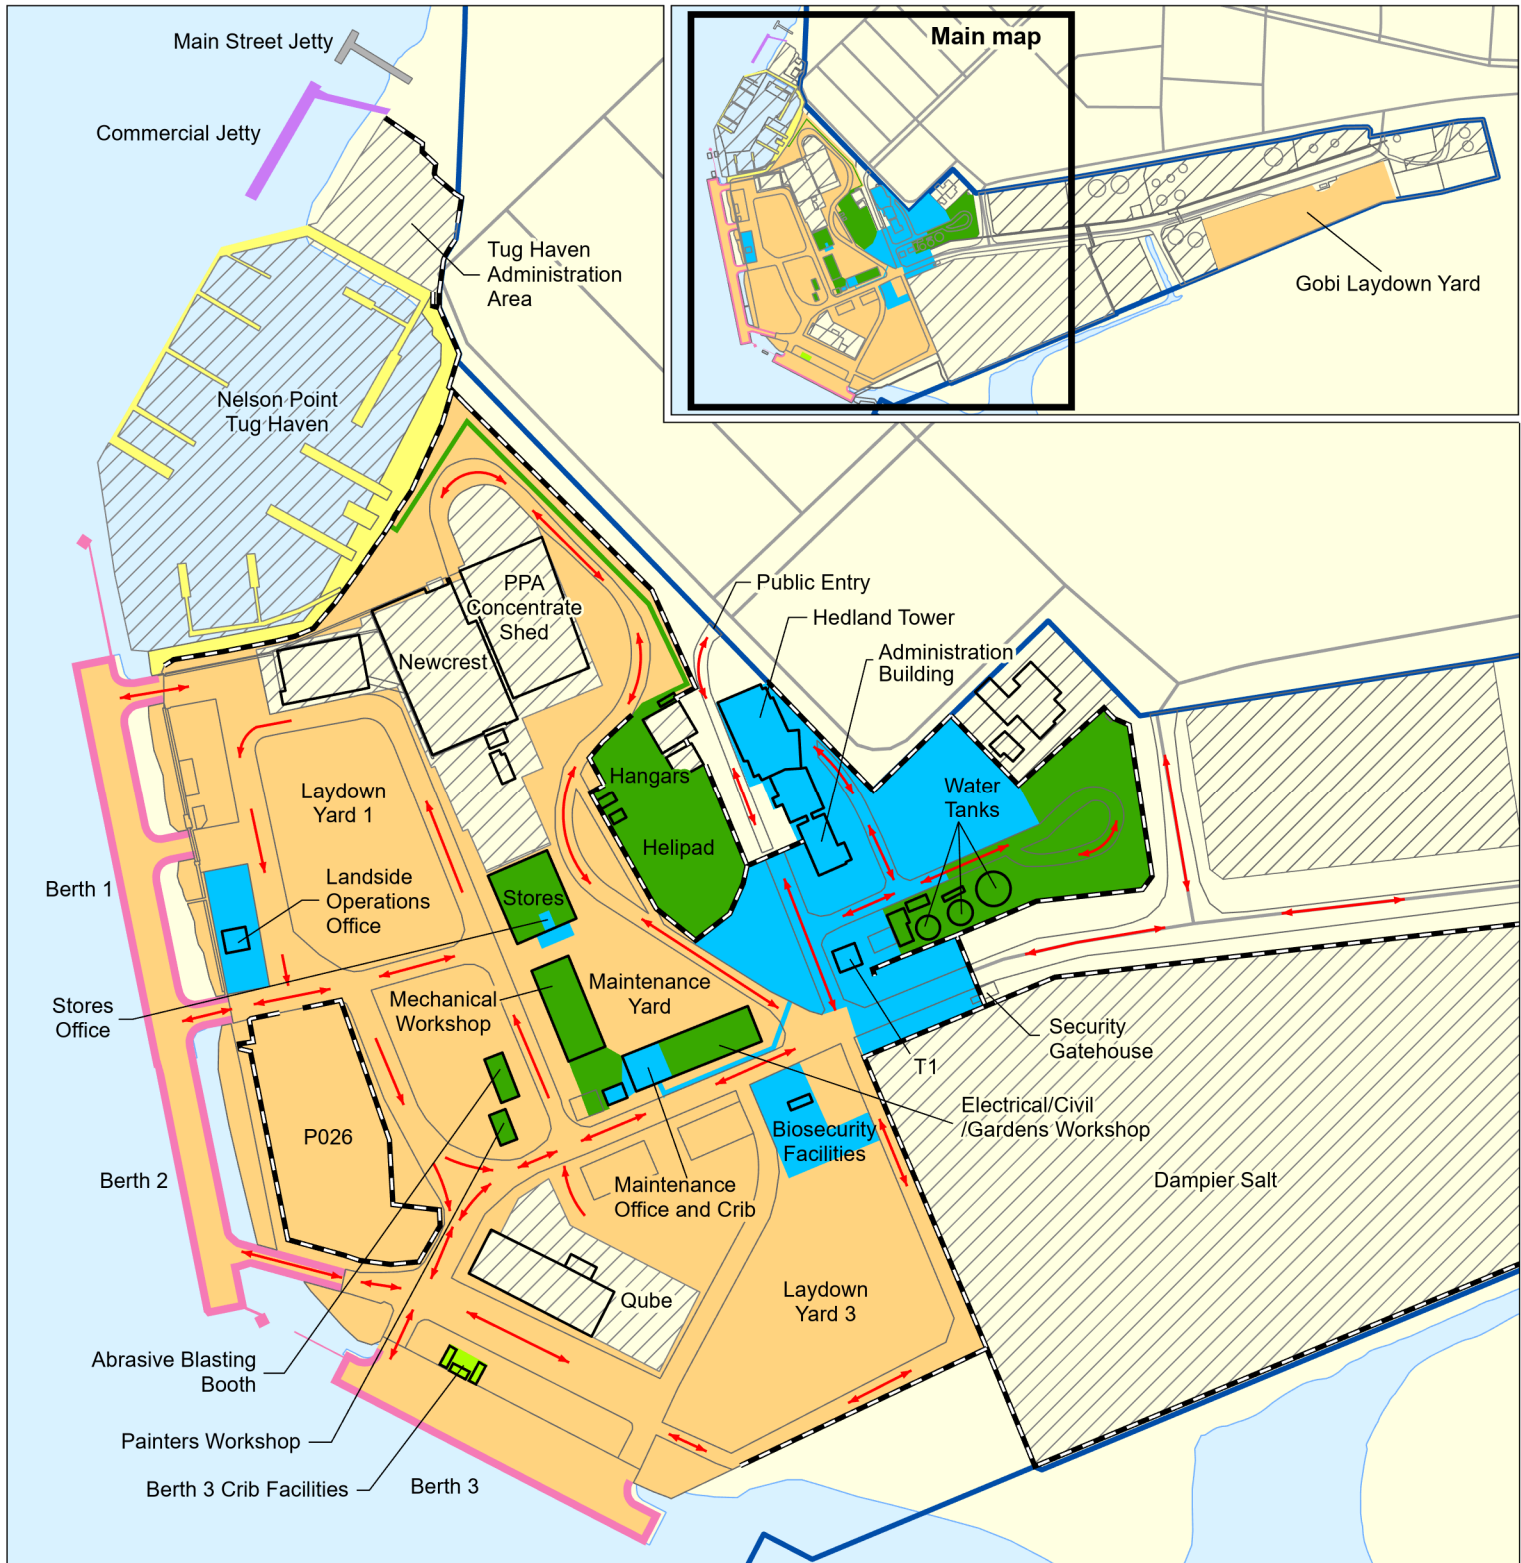 Main Street Jetty
Main map
Commercial Jetty
Tug Haven
Administration
Area
Gobi Laydown Yard
Nelson Point
Tug Haven
PPA
Concentrate
Shed
Newcrest
Public Entry
Hedland Tower
Administration
Building
Hangars
Water
Tanks
Laydown
Yard 1
Helipad
Berth 1
Landside
Operations
Office
Stores
Stores
Office
Mechanical
Workshop
Maintenance
Yard
Security
Gatehouse
T1
Electrical/Civil
/Gardens Workshop
P026
Biosecurity
Facilities
Berth 2
Maintenance
Office and Crib
Dampier Salt
Qube
Laydown
Yard 3
Abrasive Blasting
Booth
Painters Workshop
Berth 3 Crib Facilities
Berth 3